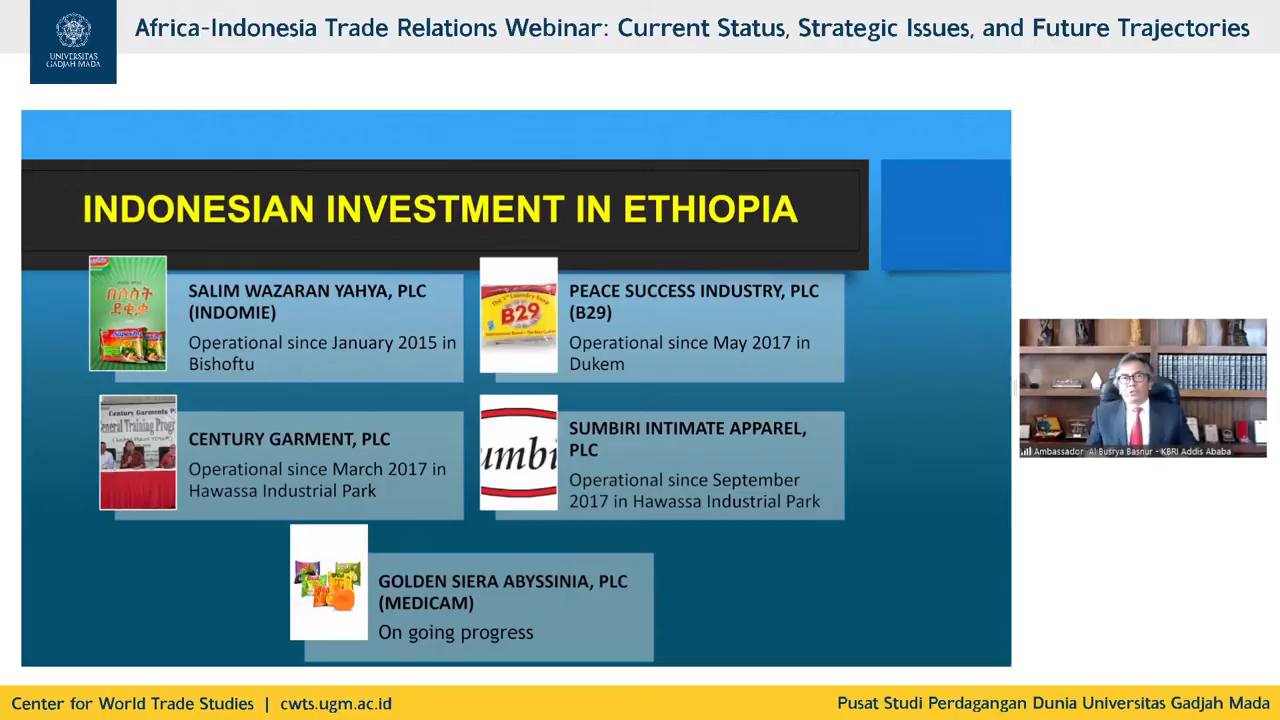 Africa-Indonesia Trade Relations Webinar: Current Status, Strategic Issues, and Future Trajectories
UNIVERSITAS
GADJAH MADA
INDONESIAN INVESTMENT IN ETHIOPIA
በሶስት
ደቂቃ
SALIM WAZARAN YAHYA, PLC
(INDOMIE)
Operational since January 2015 in
Bishoftu
B29
PEACE SUCCESS INDUSTRY, PLC
(B29)
Operational since May 2017 in
Dukem
Century Garments
General Training Progr
CENTURY GARMENT, PLC
Operational since March 2017 in
Hawassa Industrial Park
umbi
SUMBIRI INTIMATE APPAREL,
PLC
Operational since September
2017 in Hawassa Industrial Park
GOLDEN SIERA ABYSSINIA, PLC
(MEDICAM)
On going progress
Ambassador Al Busyra Basnur - KBRI Addis Ababa
Center for World Trade Studies | cwts.ugm.ac.id
Pusat Studi Perdagangan Dunia Universitas Gadjah Mada